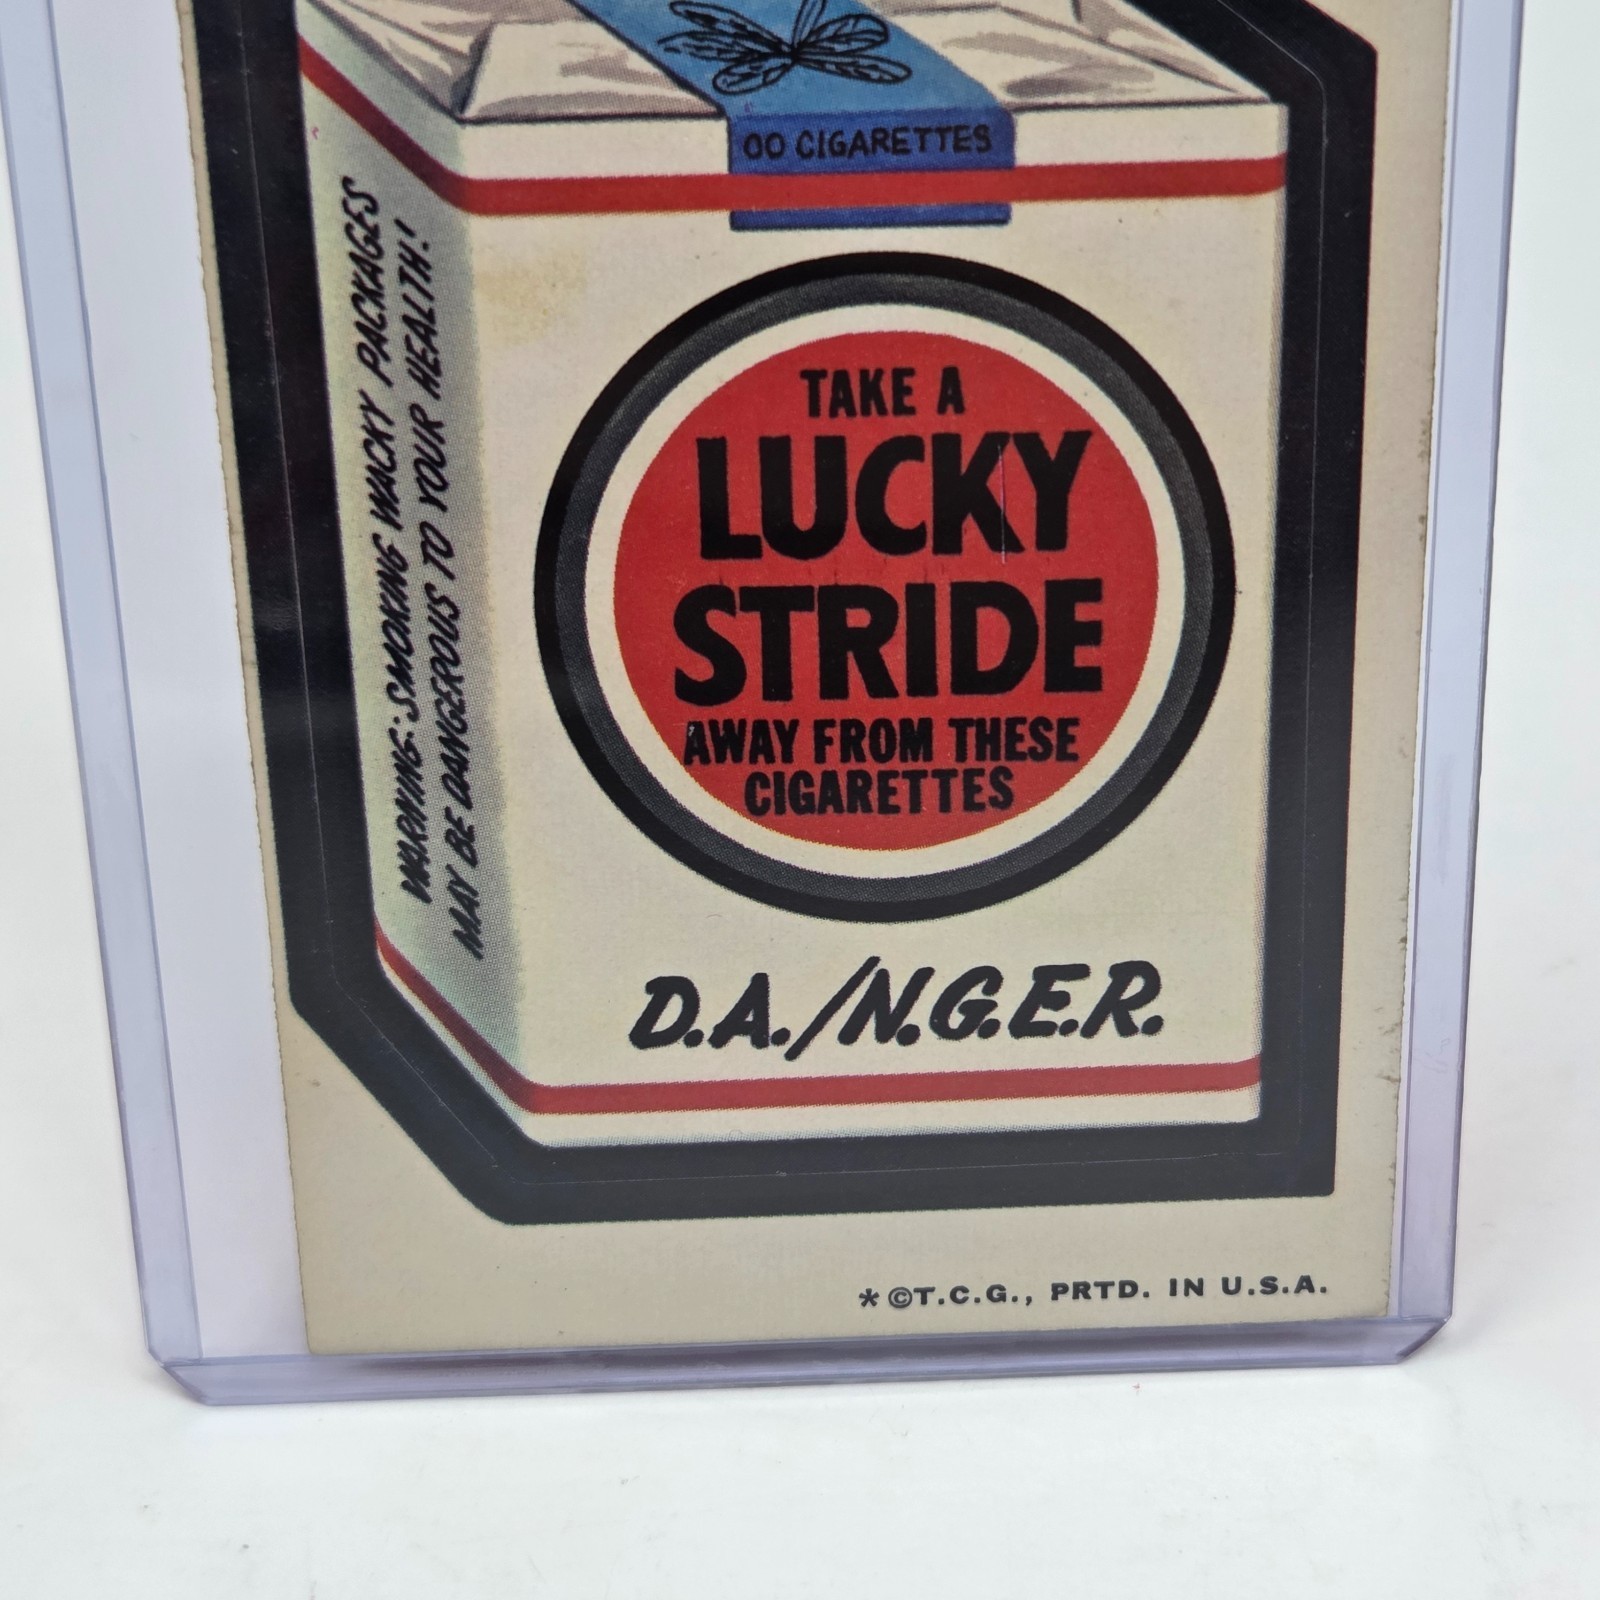 OO CIGARETTES
WARNING: SMOKING WACKY PACKAGES
MAY BE DANGEROUS TO YOUR HEALTH!
TAKE A
LUCKY
STRIDE
AWAY FROM THESE
CIGARETTES
D.A./N.G.E.R.
*©T.C.G., PRTD. IN U.S.A.